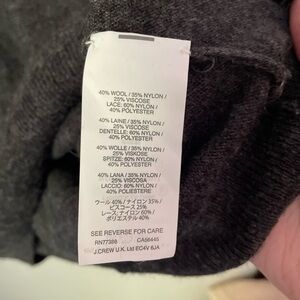 40% WOOL / 35% NYLON /
25% VISCOSE
LACE: 60% NYLON /
40% POLYESTER
40% LAINE / 35% NYLON /
25% VISCOSE
DENTELLE: 60% NYLON /
40% POLYESTER
40% WOLLE / 35% NYLON /
25% VISKOSE
SPITZE: 60% NYLON /
40% POLYESTER
40% LANA / 35% NYLON /
25% VISCOSA
LACCIO: 60% NYLON /
40% POLIESTERE
ウール 40% / ナイロン 35% /
ビスコース 25%
レース: ナイロン 60% /
ポリエステル 40%
SEE REVERSE FOR CARE
RN77388 CA56445
J.CREW U.K. Ltd EC4V 6JA